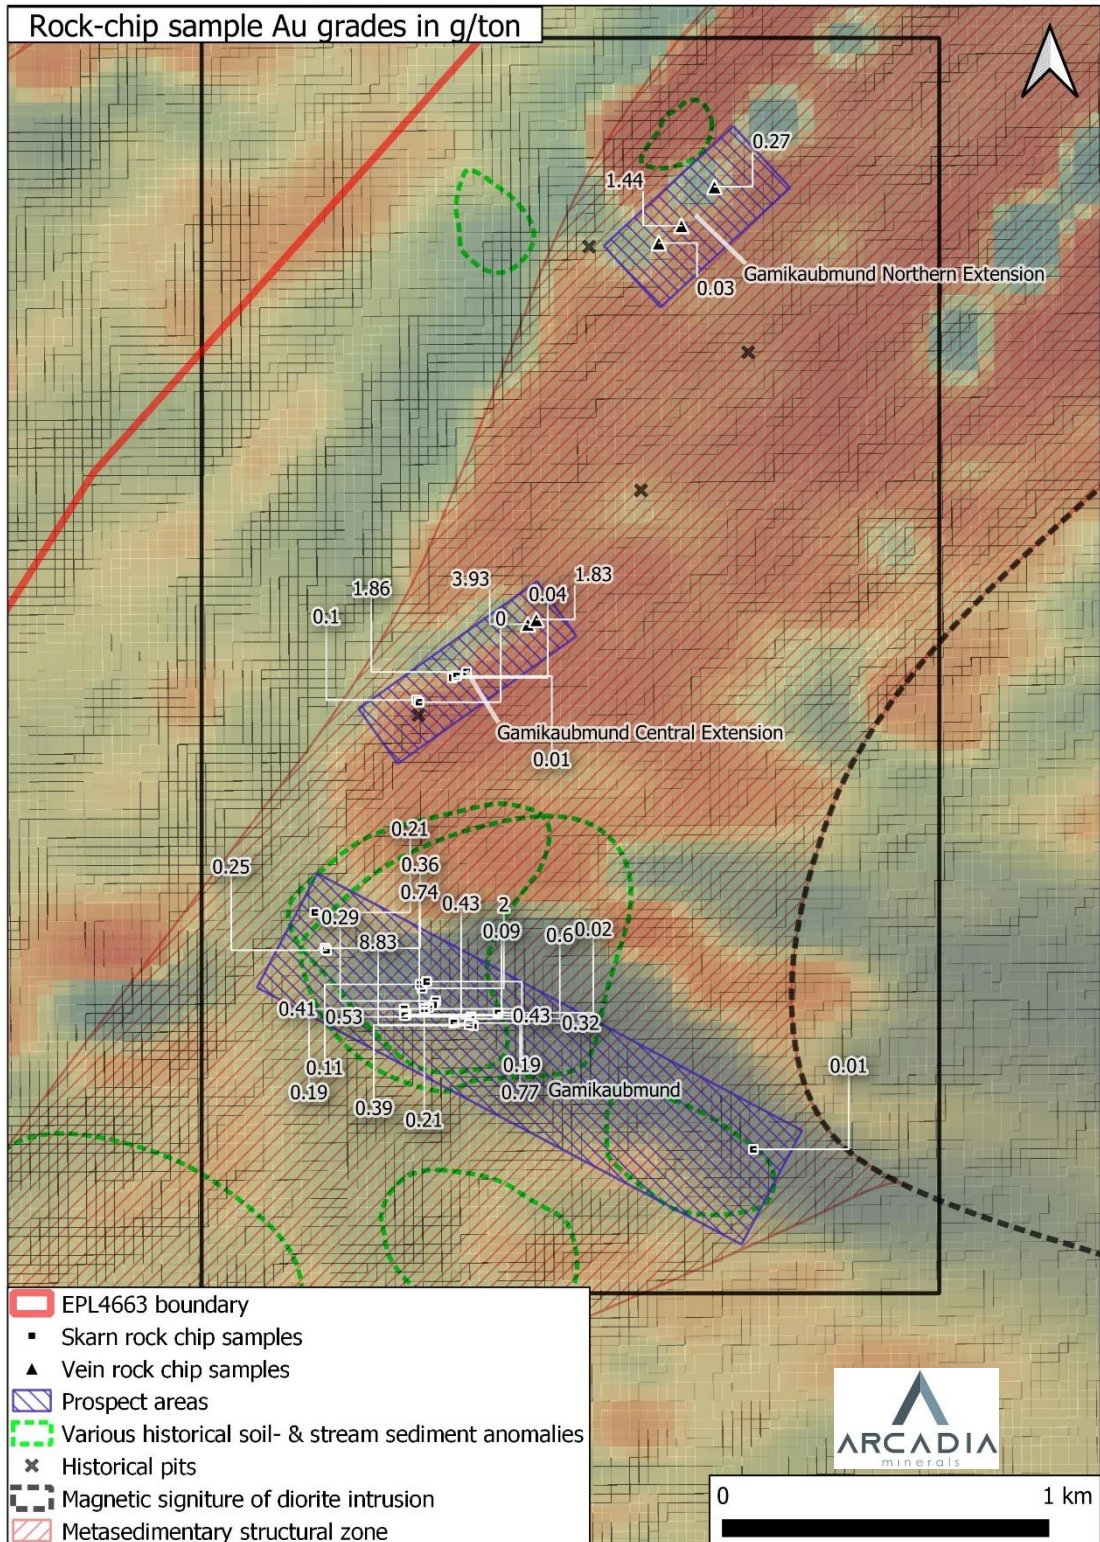 Rock-chip sample Au grades in g/ton
0.27
1.44
Gamikaubmund Northern Extension
0.03
3.93
0.04
1.83
1.86
0.1
0
Gamikaubmund Central Extension
0.01
0.21
0.25
0.36
0.74
0.43
2
0.29
8.83
0.09
0.6
0.02
0.41
0.53
0.43
0.32
0.11
0.19
0.01
0.19
0.77
Gamikaubmund
0.39
0.21
EPL4663 boundary
Skarn rock chip samples
Vein rock chip samples
Prospect areas
Various historical soil- & stream sediment anomalies
Historical pits
Magnetic signiture of diorite intrusion
Metasedimentary structural zone
ARCADIA
minerals
0
1 km